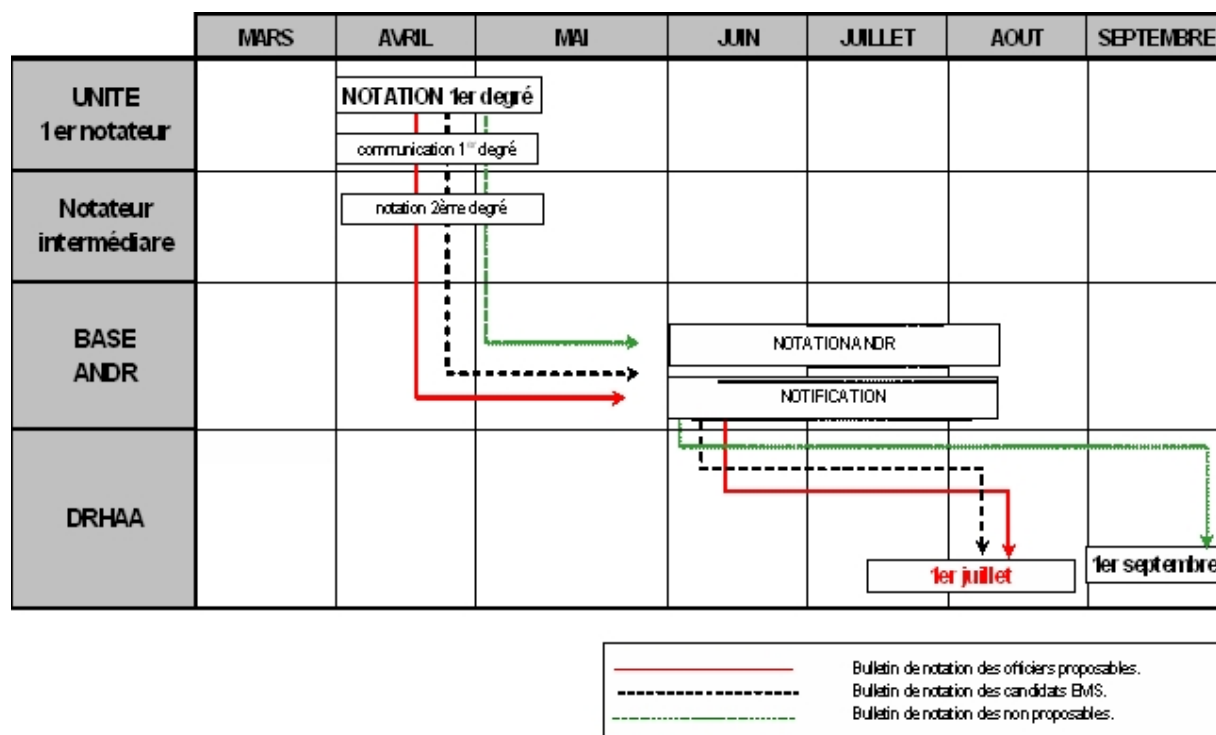 MARS AVRIL MAI JUIN JUILLET AOUT SEPTEMBRE
UNITE
1er notateur
NOTATION 1er degré
communication 1er degré
Notateur
intermédiare
notation 2ème degré
BASE
ANDR
NOTATION ANDR
NOTIFICATION
DRHAA
1er juillet
1er septembre
Bulletin de notation des officiers proposables.
Bulletin de notation des candidats EMS.
Bulletin de notation des non proposables.